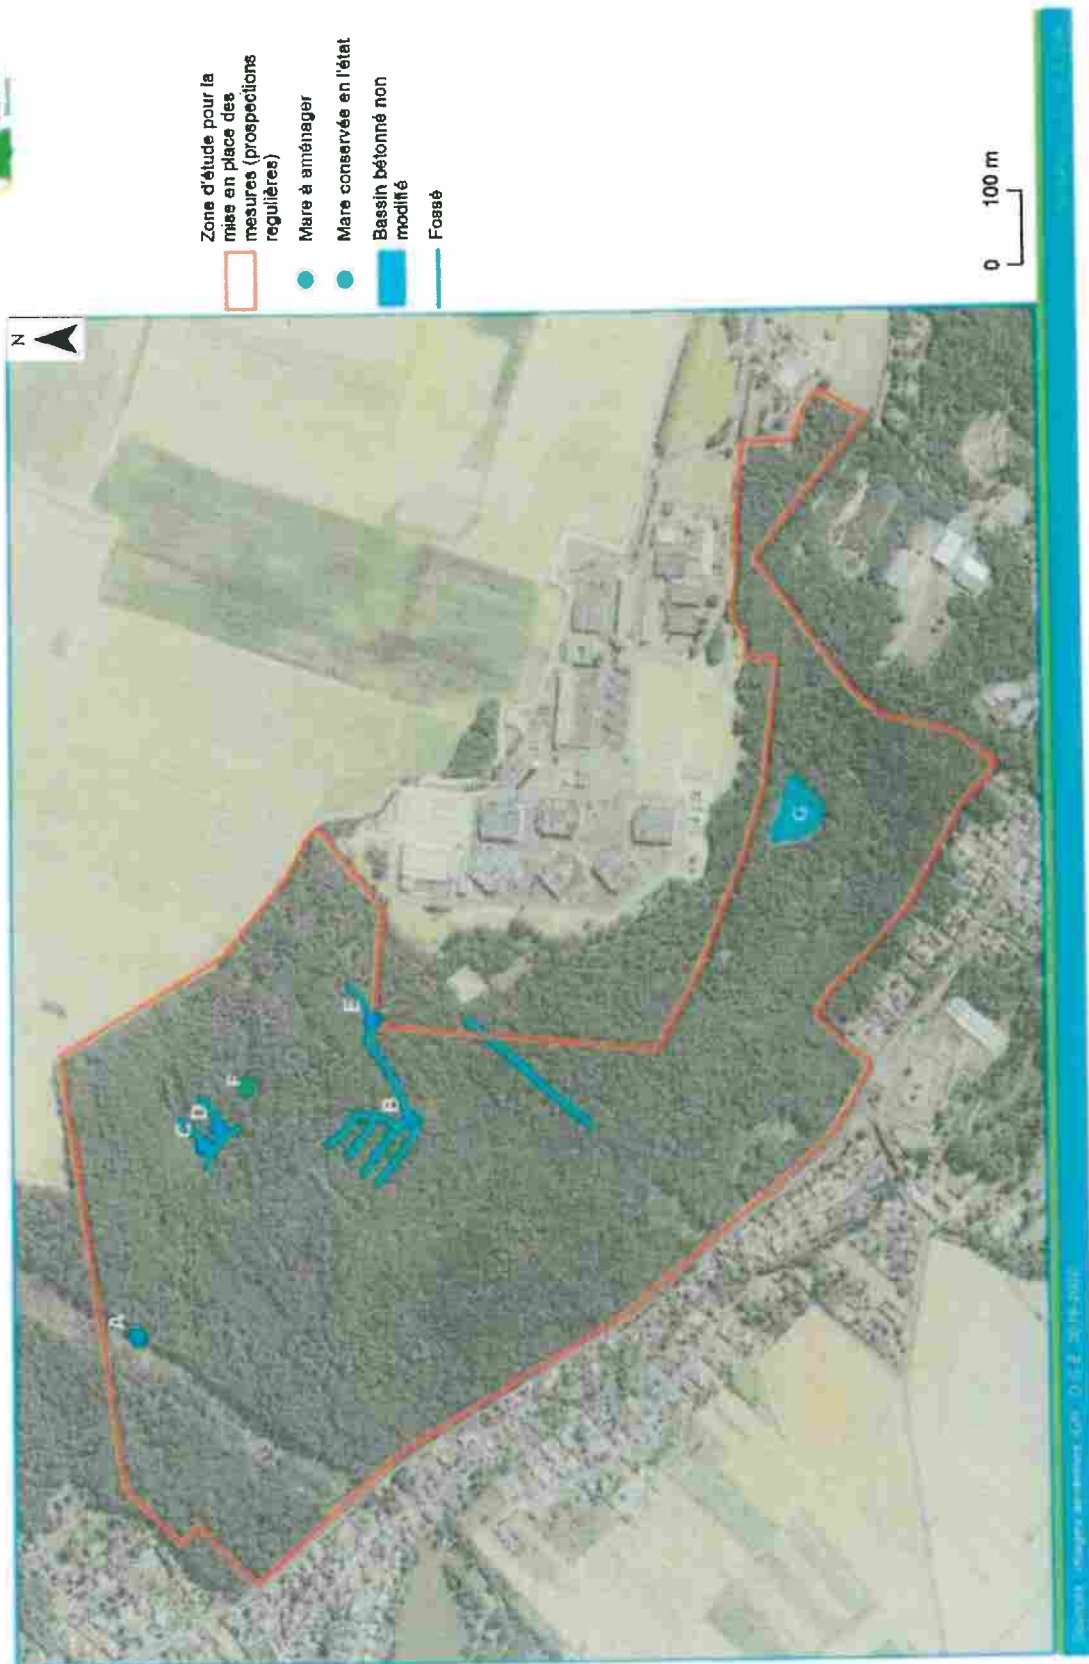 N
Zone d'étude pour la
mise en place des
mesures (prospections
regulières)
Mare à aménager
Mare conservée en l'état
Bassin bétonné non
modifié
Fossé
0 100 m
A
C
D
F
E
B
G